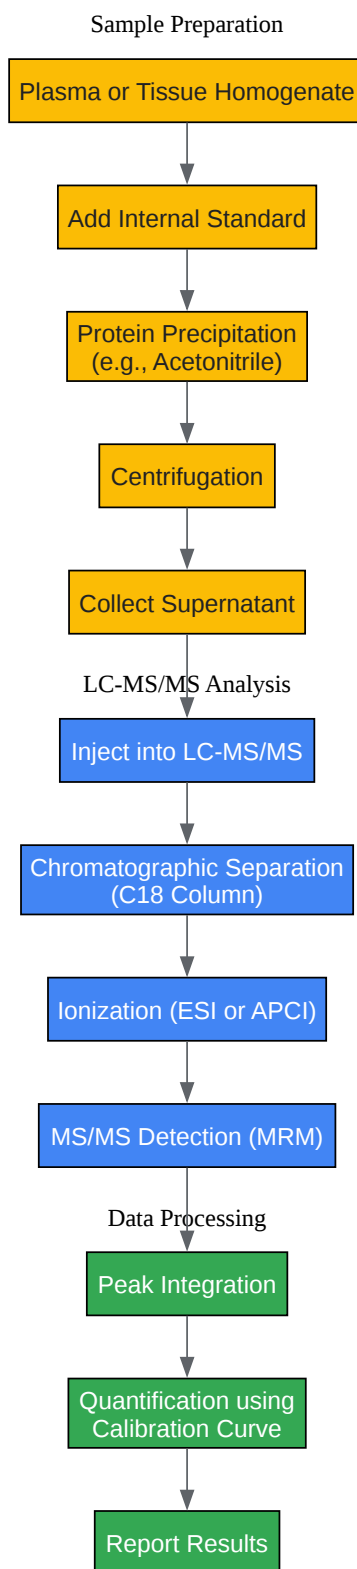 Sample Preparation
Plasma or Tissue Homogenate
Add Internal Standard
Protein Precipitation
(e.g., Acetonitrile)
Centrifugation
Collect Supernatant
LC-MS/MS Analysis
Inject into LC-MS/MS
Chromatographic Separation
(C18 Column)
Ionization (ESI or APCI)
MS/MS Detection (MRM)
Data Processing
Peak Integration
Quantification using
Calibration Curve
Report Results